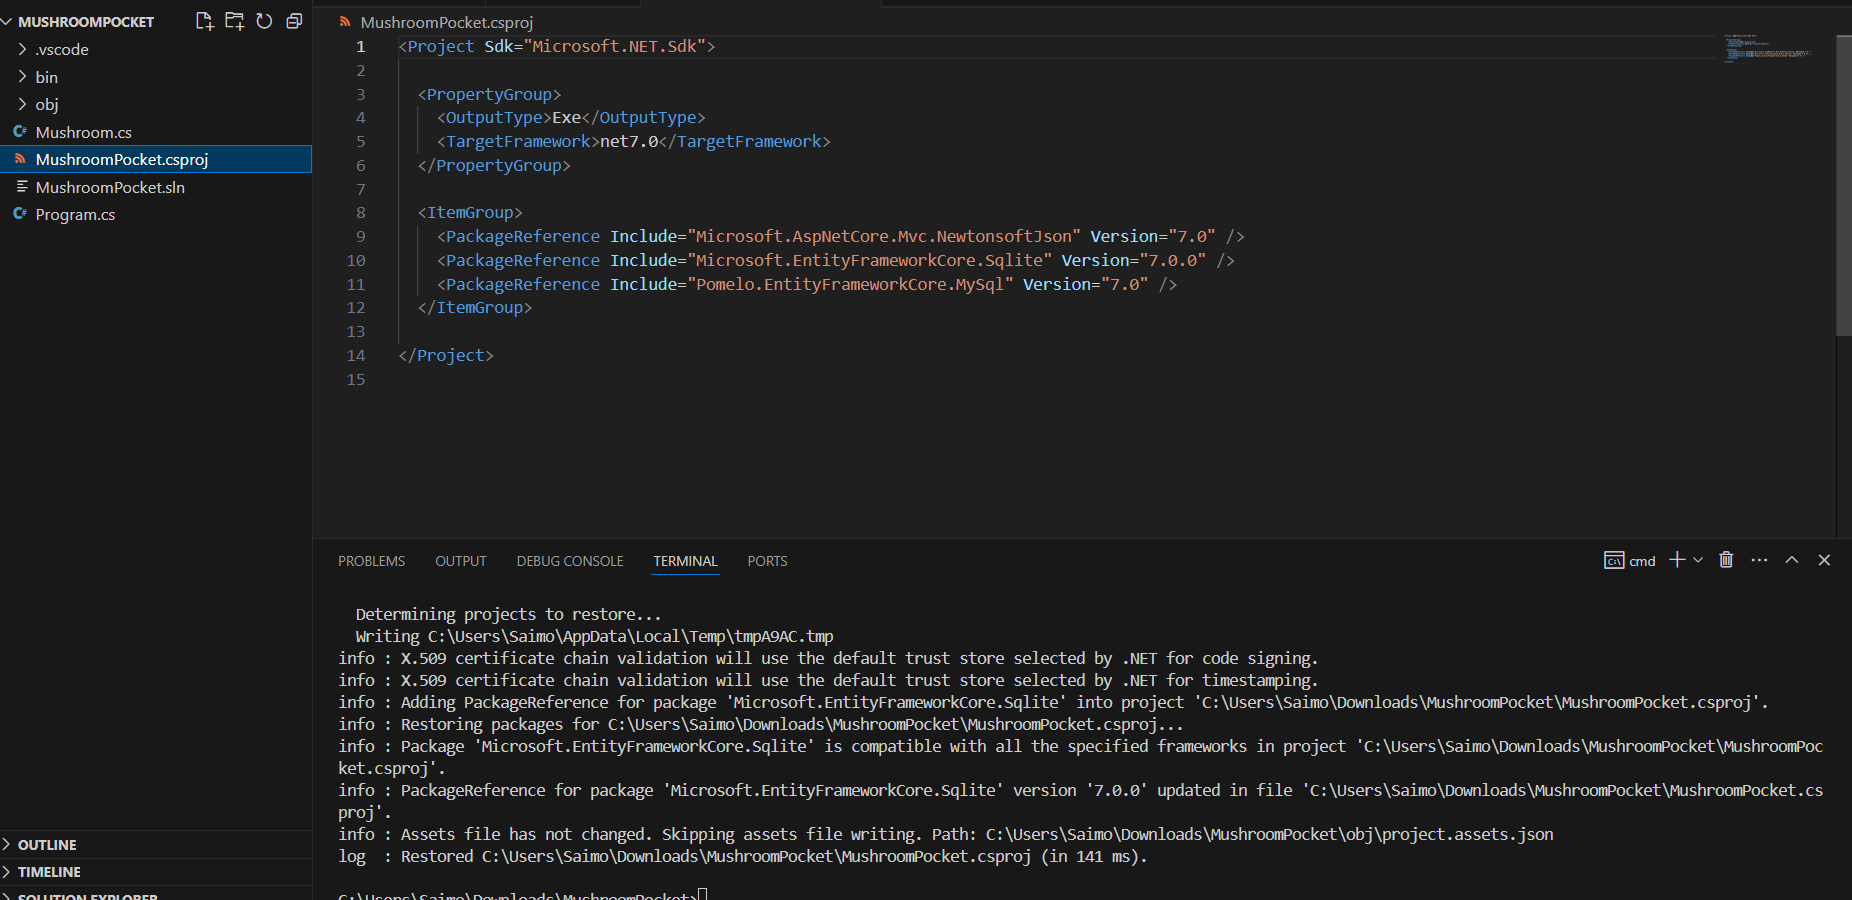 MUSHROOMPOCKET
.vscode
bin
obj
Mushroom.cs
MushroomPocket.csproj
MushroomPocket.sln
Program.cs
OUTLINE
TIMELINE
SOLUTION EXPLORER
MushroomPocket.csproj
1 <Project Sdk="Microsoft.NET.Sdk">
2
3 <PropertyGroup>
4 <OutputType>Exe</OutputType>
5 <TargetFramework>net7.0</TargetFramework>
6 </PropertyGroup>
7
8 <ItemGroup>
9 <PackageReference Include="Microsoft.AspNetCore.Mvc.NewtonsoftJson" Version="7.0" />
10 <PackageReference Include="Microsoft.EntityFrameworkCore.Sqlite" Version="7.0.0" />
11 <PackageReference Include="Pomelo.EntityFrameworkCore.MySql" Version="7.0" />
12 </ItemGroup>
13
14 </Project>
15
PROBLEMS OUTPUT DEBUG CONSOLE TERMINAL PORTS
cmd
Determining projects to restore...
Writing C:\Users\Saimo\AppData\Local\Temp\tmpA9AC.tmp
info : X.509 certificate chain validation will use the default trust store selected by .NET for code signing.
info : X.509 certificate chain validation will use the default trust store selected by .NET for timestamping.
info : Adding PackageReference for package 'Microsoft.EntityFrameworkCore.Sqlite' into project 'C:\Users\Saimo\Downloads\MushroomPocket\MushroomPocket.csproj'.
info : Restoring packages for C:\Users\Saimo\Downloads\MushroomPocket\MushroomPocket.csproj...
info : Package 'Microsoft.EntityFrameworkCore.Sqlite' is compatible with all the specified frameworks in project 'C:\Users\Saimo\Downloads\MushroomPocket\MushroomPoc
ket.csproj'.
info : PackageReference for package 'Microsoft.EntityFrameworkCore.Sqlite' version '7.0.0' updated in file 'C:\Users\Saimo\Downloads\MushroomPocket\MushroomPocket.cs
proj'.
info : Assets file has not changed. Skipping assets file writing. Path: C:\Users\Saimo\Downloads\MushroomPocket\obj\project.assets.json
log  : Restored C:\Users\Saimo\Downloads\MushroomPocket\MushroomPocket.csproj (in 141 ms).
C:\Users\Saimo\Downloads\MushroomPocket>